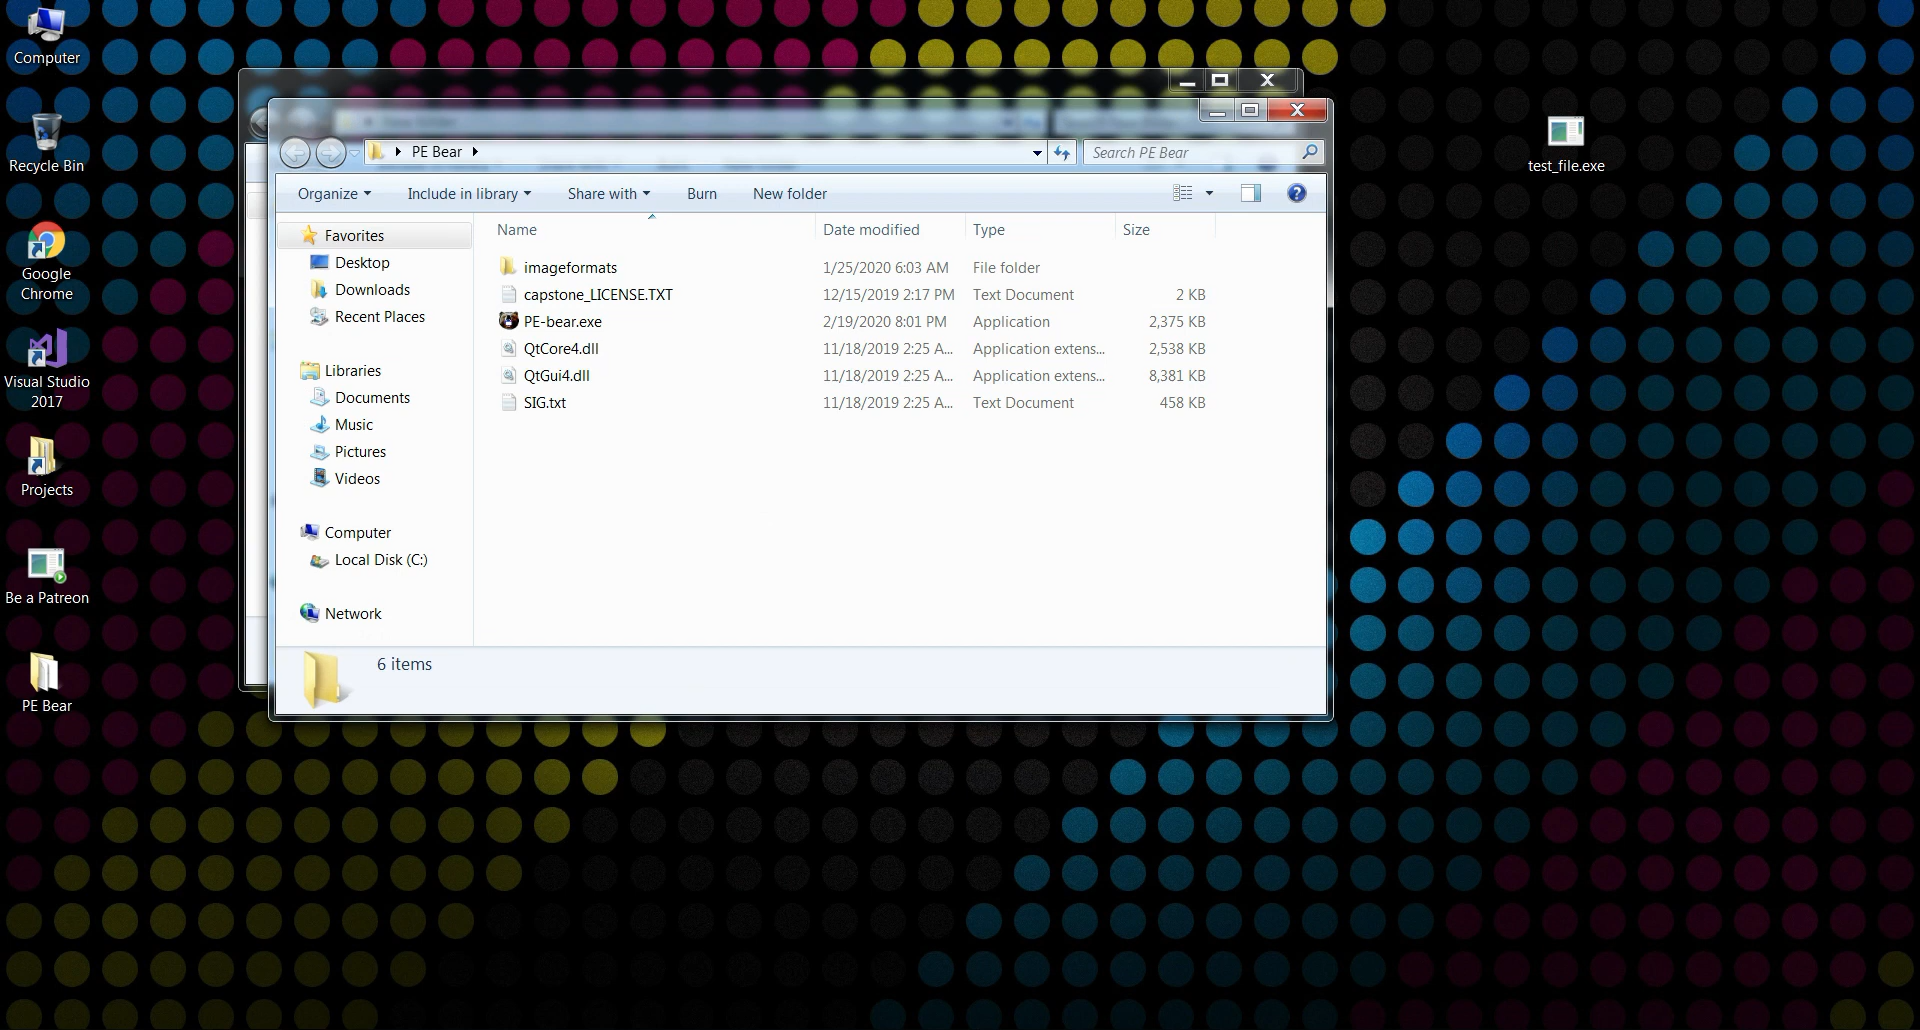 Computer
Recycle Bin
Google
Chrome
Visual Studio
2017
Projects
Be a Patreon
PE Bear
test_file.exe
PE Bear
Search PE Bear
Organize
Include in library
Share with
Burn
New folder
Name
Date modified
Type
Size
Favorites
Desktop
Downloads
Recent Places
Libraries
Documents
Music
Pictures
Videos
Computer
Local Disk (C:)
Network
imageformats 1/25/2020 6:03 AM File folder
capstone_LICENSE.TXT 12/15/2019 2:17 PM Text Document 2 KB
PE-bear.exe 2/19/2020 8:01 PM Application 2,375 KB
QtCore4.dll 11/18/2019 2:25 A... Application extens... 2,538 KB
QtGui4.dll 11/18/2019 2:25 A... Application extens... 8,381 KB
SIG.txt 11/18/2019 2:25 A... Text Document 458 KB
6 items